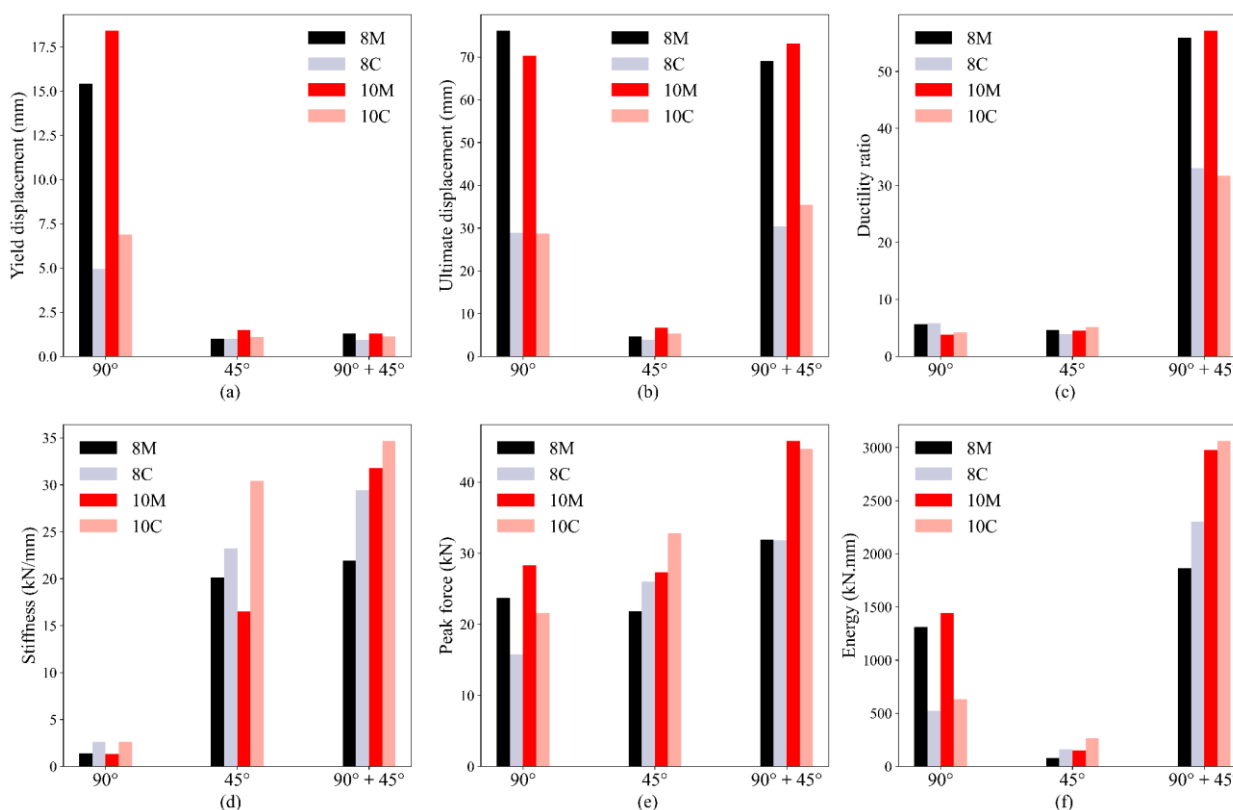 Yield displacement (mm)
17.5
15.0
12.5
10.0
7.5
5.0
2.5
0.0
8M
8C
10M
10C
90° 45° 90° + 45°
(a)
Ultimate displacement (mm)
70
60
50
40
30
20
10
0
8M
8C
10M
10C
90° 45° 90° + 45°
(b)
Ductility ratio
50
40
30
20
10
0
8M
8C
10M
10C
90° 45° 90° + 45°
(c)
Stiffness (kN/mm)
35
30
25
20
15
10
5
0
8M
8C
10M
10C
90° 45° 90° + 45°
(d)
Peak force (kN)
40
30
20
10
0
8M
8C
10M
10C
90° 45° 90° + 45°
(e)
Energy (kN.mm)
3000
2500
2000
1500
1000
500
0
8M
8C
10M
10C
90° 45° 90° + 45°
(f)